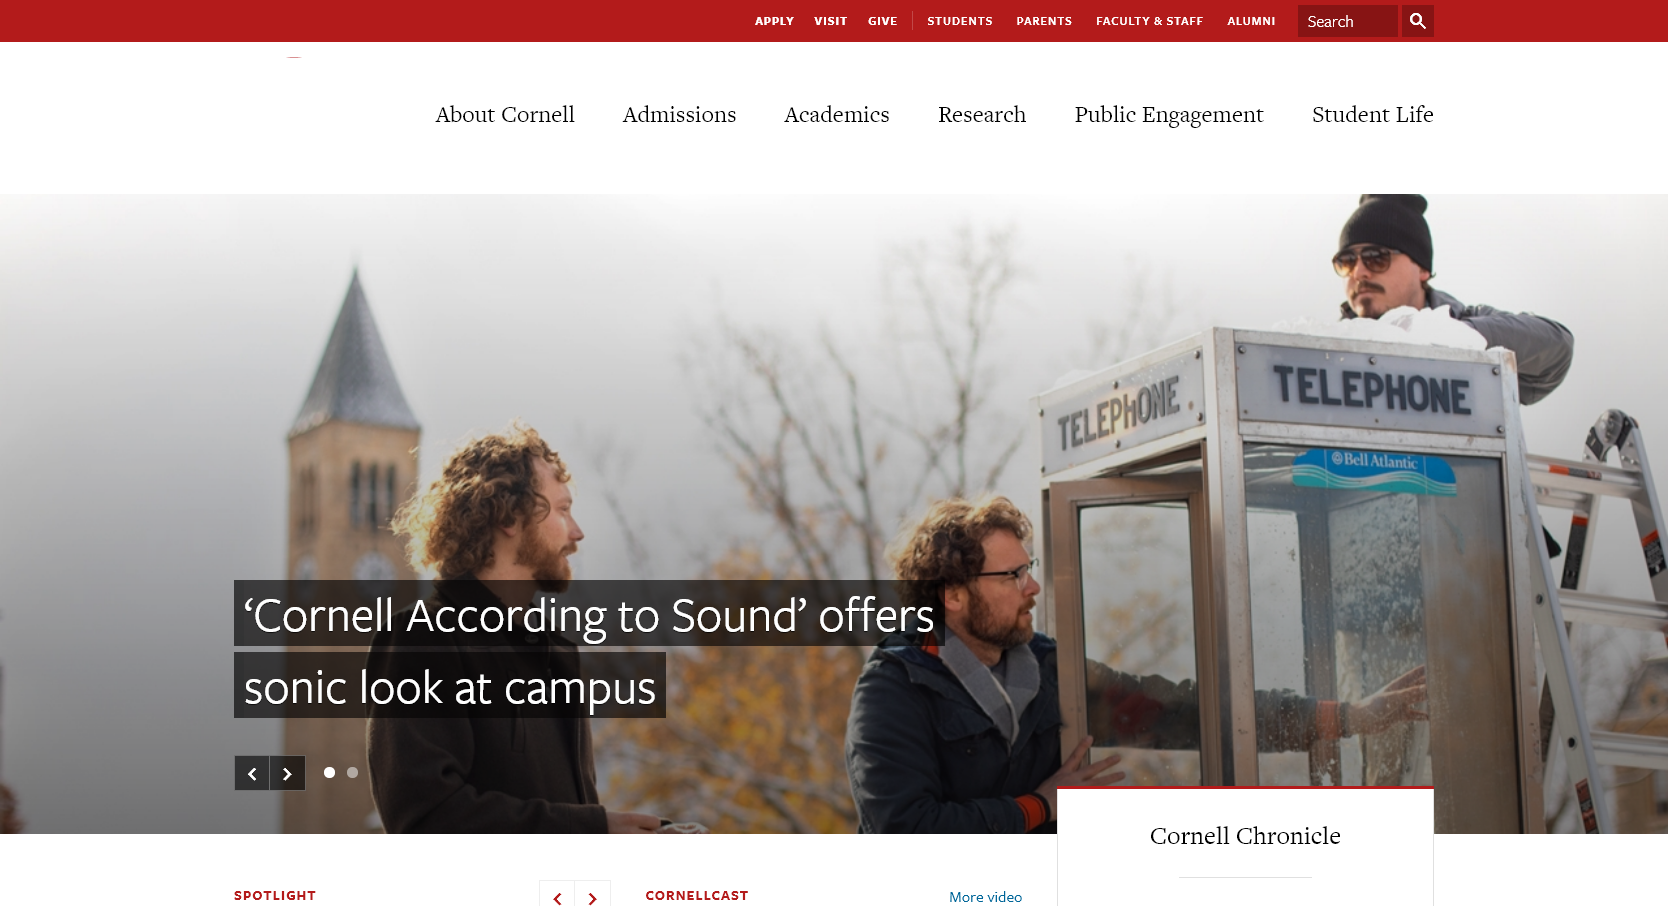 APPLY VISIT GIVE STUDENTS PARENTS FACULTY & STAFF ALUMNI Search
About Cornell Admissions Academics Research Public Engagement Student Life
TELEPHONE TELEPHONE
Bell Atlantic
‘Cornell According to Sound’ offers
sonic look at campus
Cornell Chronicle
SPOTLIGHT CORNELLCAST More video